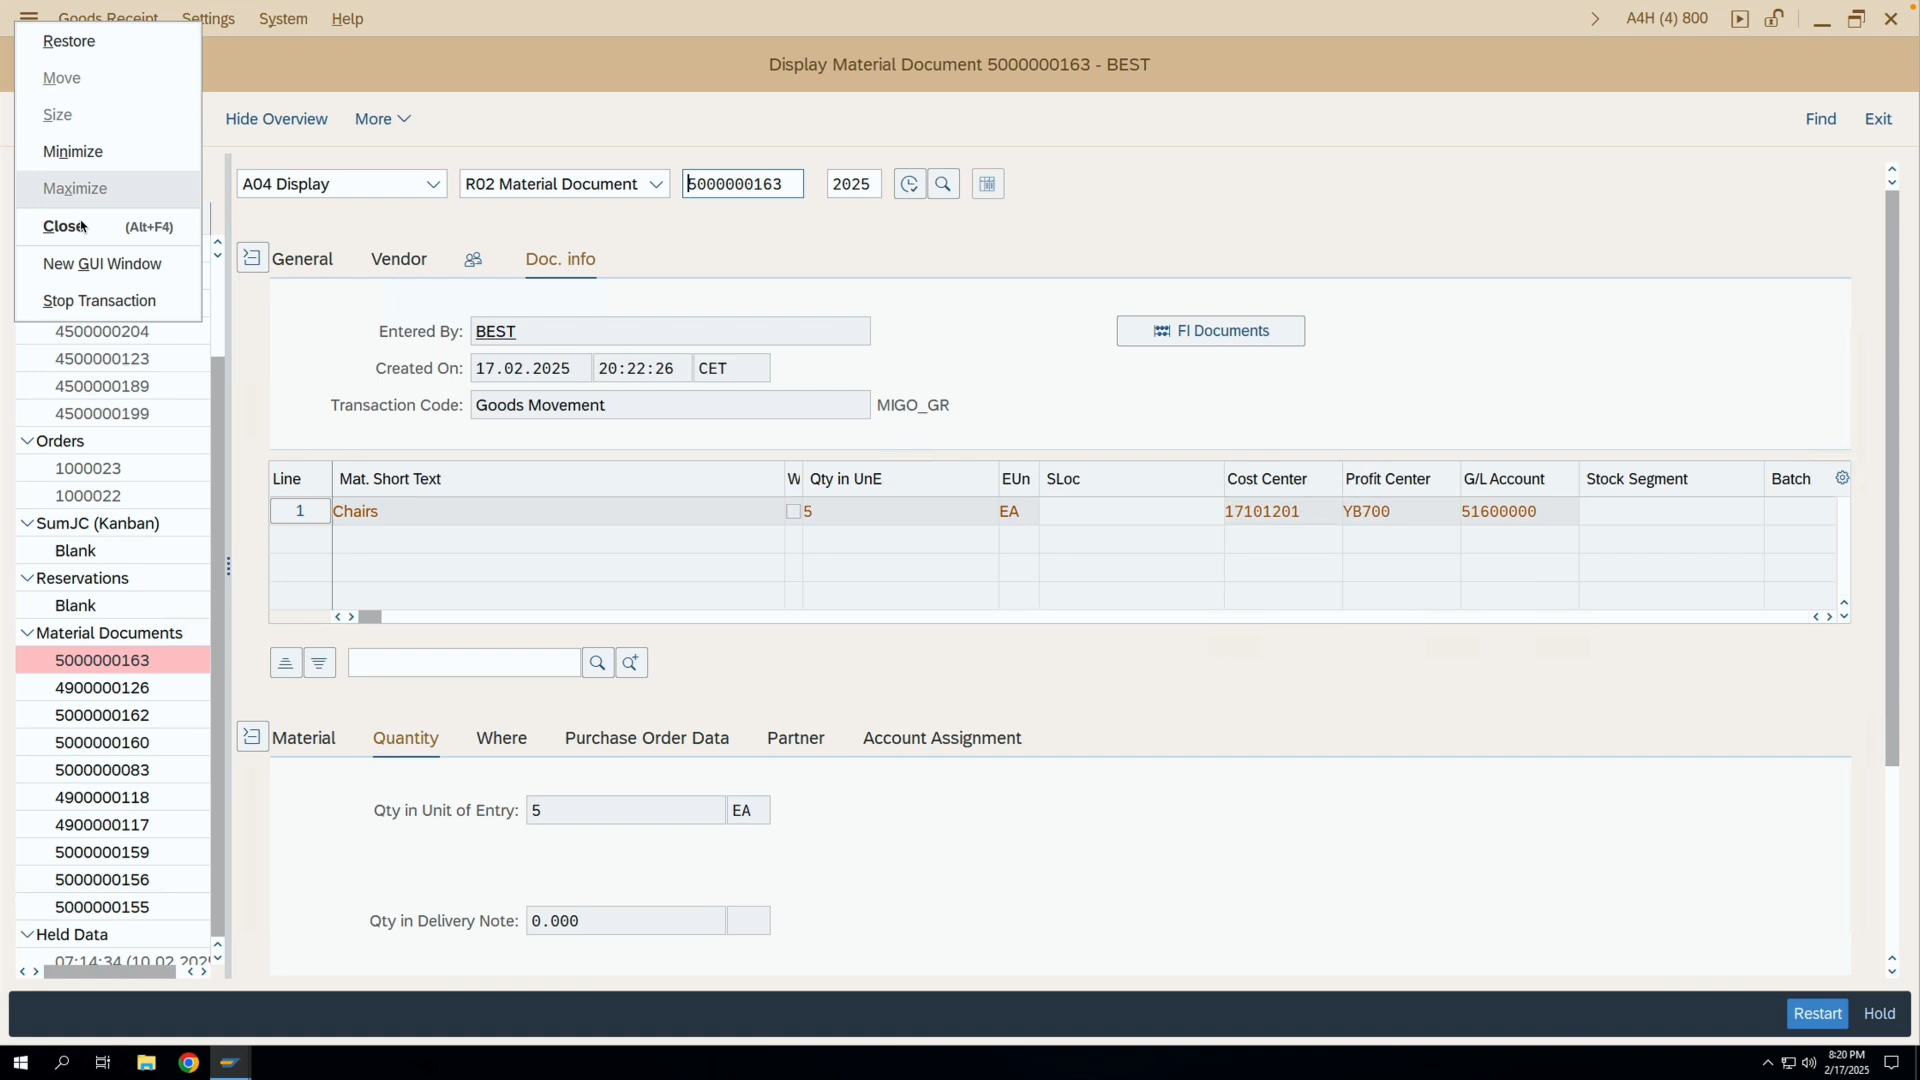 Goods Receipt Settings System Help A4H (4) 800
Restore
Move
Size
Minimize
Maximize
Close (Alt+F4)
New GUI Window
Stop Transaction
Display Material Document 5000000163 - BEST
Hide Overview More Find Exit
A04 Display R02 Material Document 5000000163 2025
General Vendor Doc. info
Entered By: BEST FI Documents
Created On: 17.02.2025 20:22:26 CET
Transaction Code: Goods Movement MIGO_GR
4500000204
4500000123
4500000189
4500000199
Orders
1000023
1000022
SumJC (Kanban)
Blank
Reservations
Blank
Material Documents
5000000163
4900000126
5000000162
5000000160
5000000083
4900000118
4900000117
5000000159
5000000156
5000000155
Held Data
07:14:34 (10.02.2025
Line Mat. Short Text W Qty in UnE EUn SLoc Cost Center Profit Center G/L Account Stock Segment Batch
1 Chairs 5 EA 17101201 YB700 51600000
Material Quantity Where Purchase Order Data Partner Account Assignment
Qty in Unit of Entry: 5 EA
Qty in Delivery Note: 0.000
Restart Hold
8:20 PM
2/17/2025